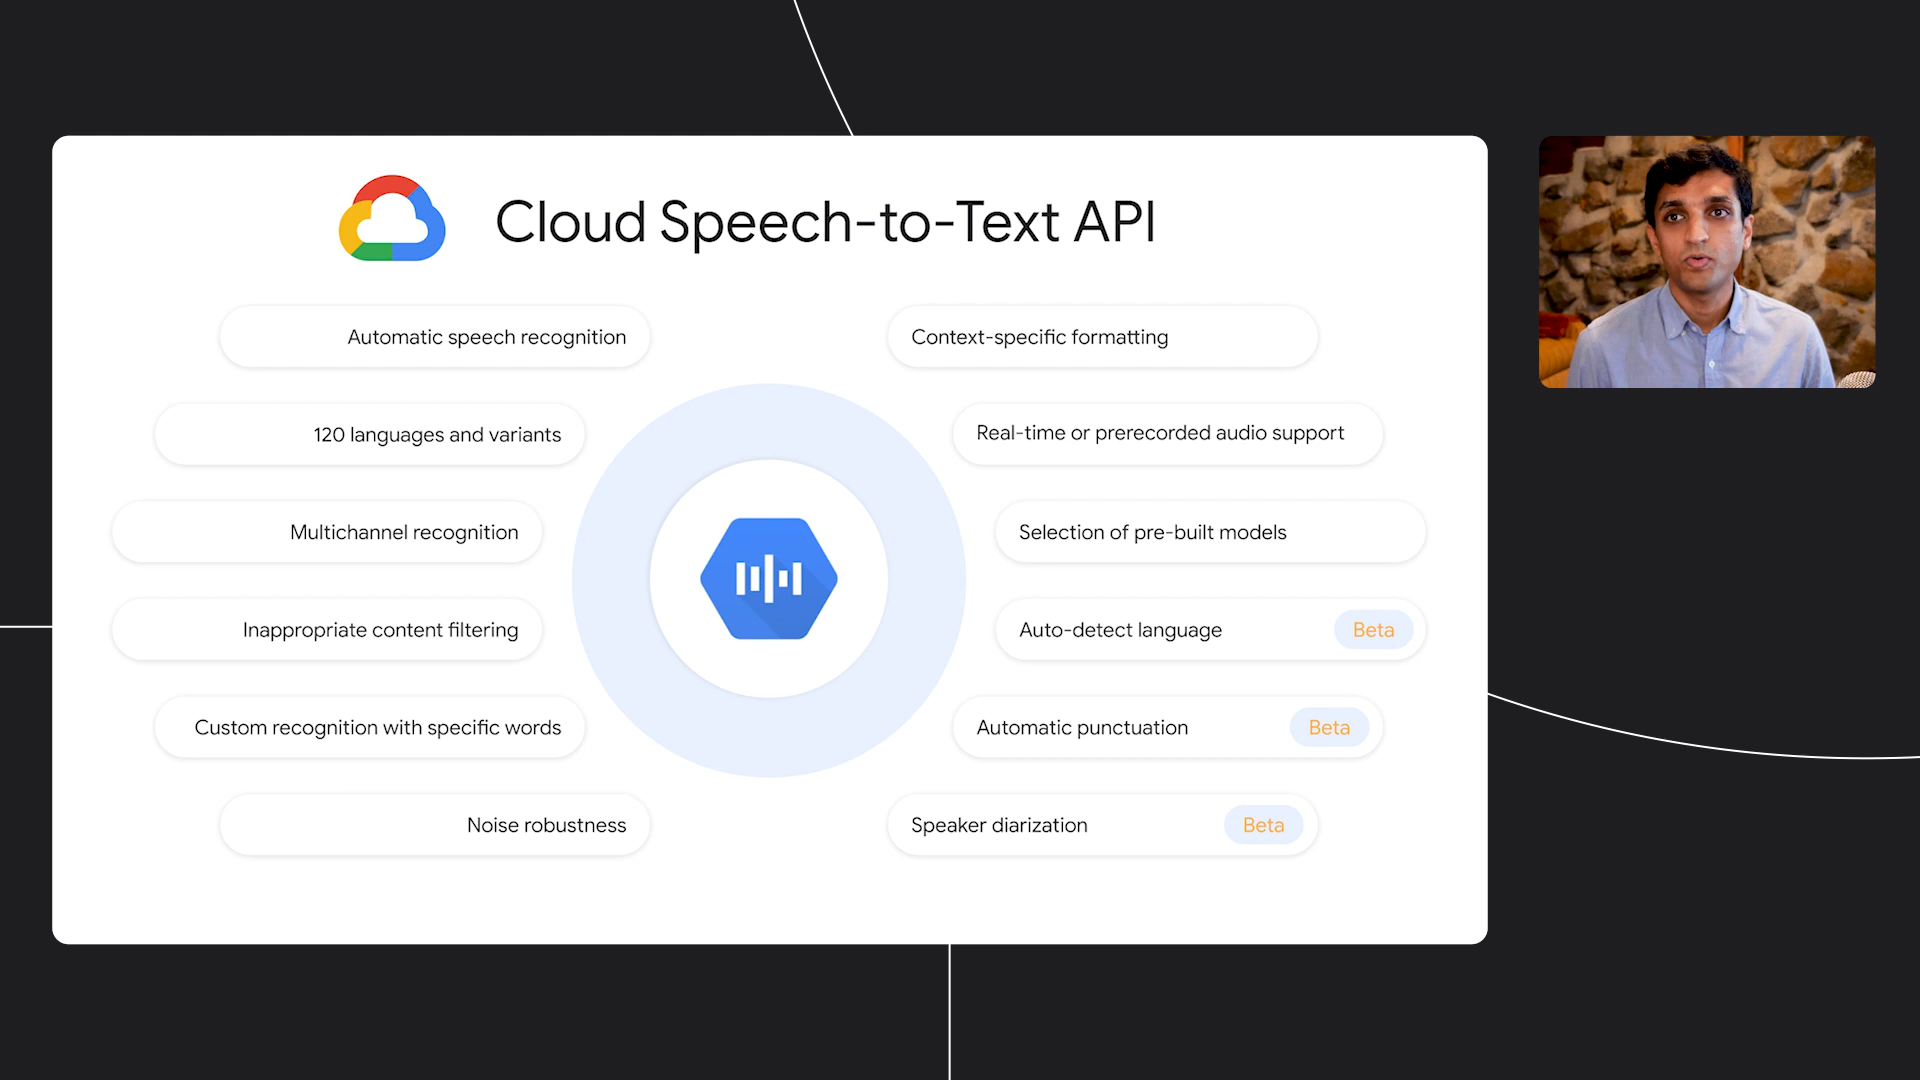 Cloud Speech-to-Text API
Automatic speech recognition
120 languages and variants
Multichannel recognition
Inappropriate content filtering
Custom recognition with specific words
Noise robustness
Context-specific formatting
Real-time or prerecorded audio support
Selection of pre-built models
Auto-detect language Beta
Automatic punctuation Beta
Speaker diarization Beta